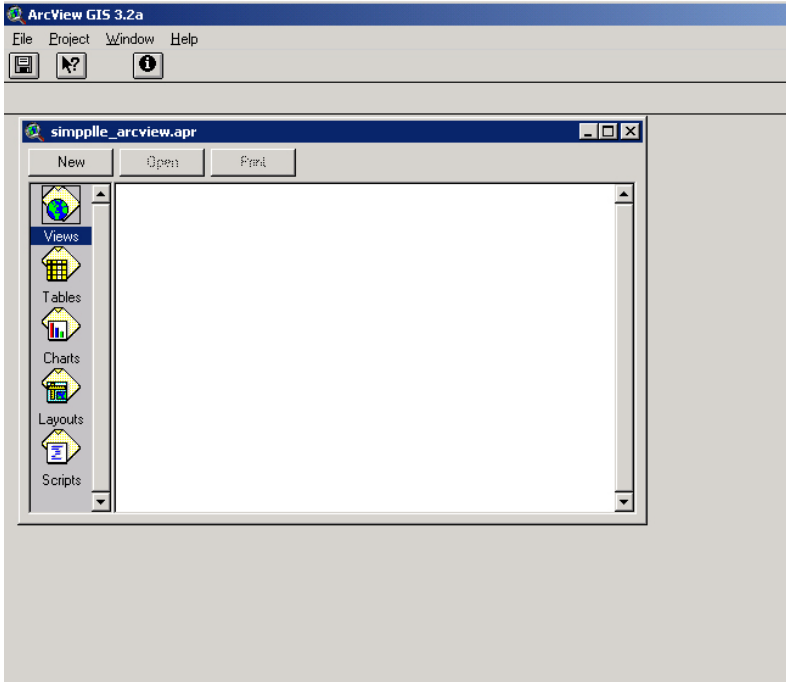 ArcView GIS 3.2a
File Project Window Help
simpplle_arcview.apr
New Open Print
Views
Tables
Charts
Layouts
Scripts